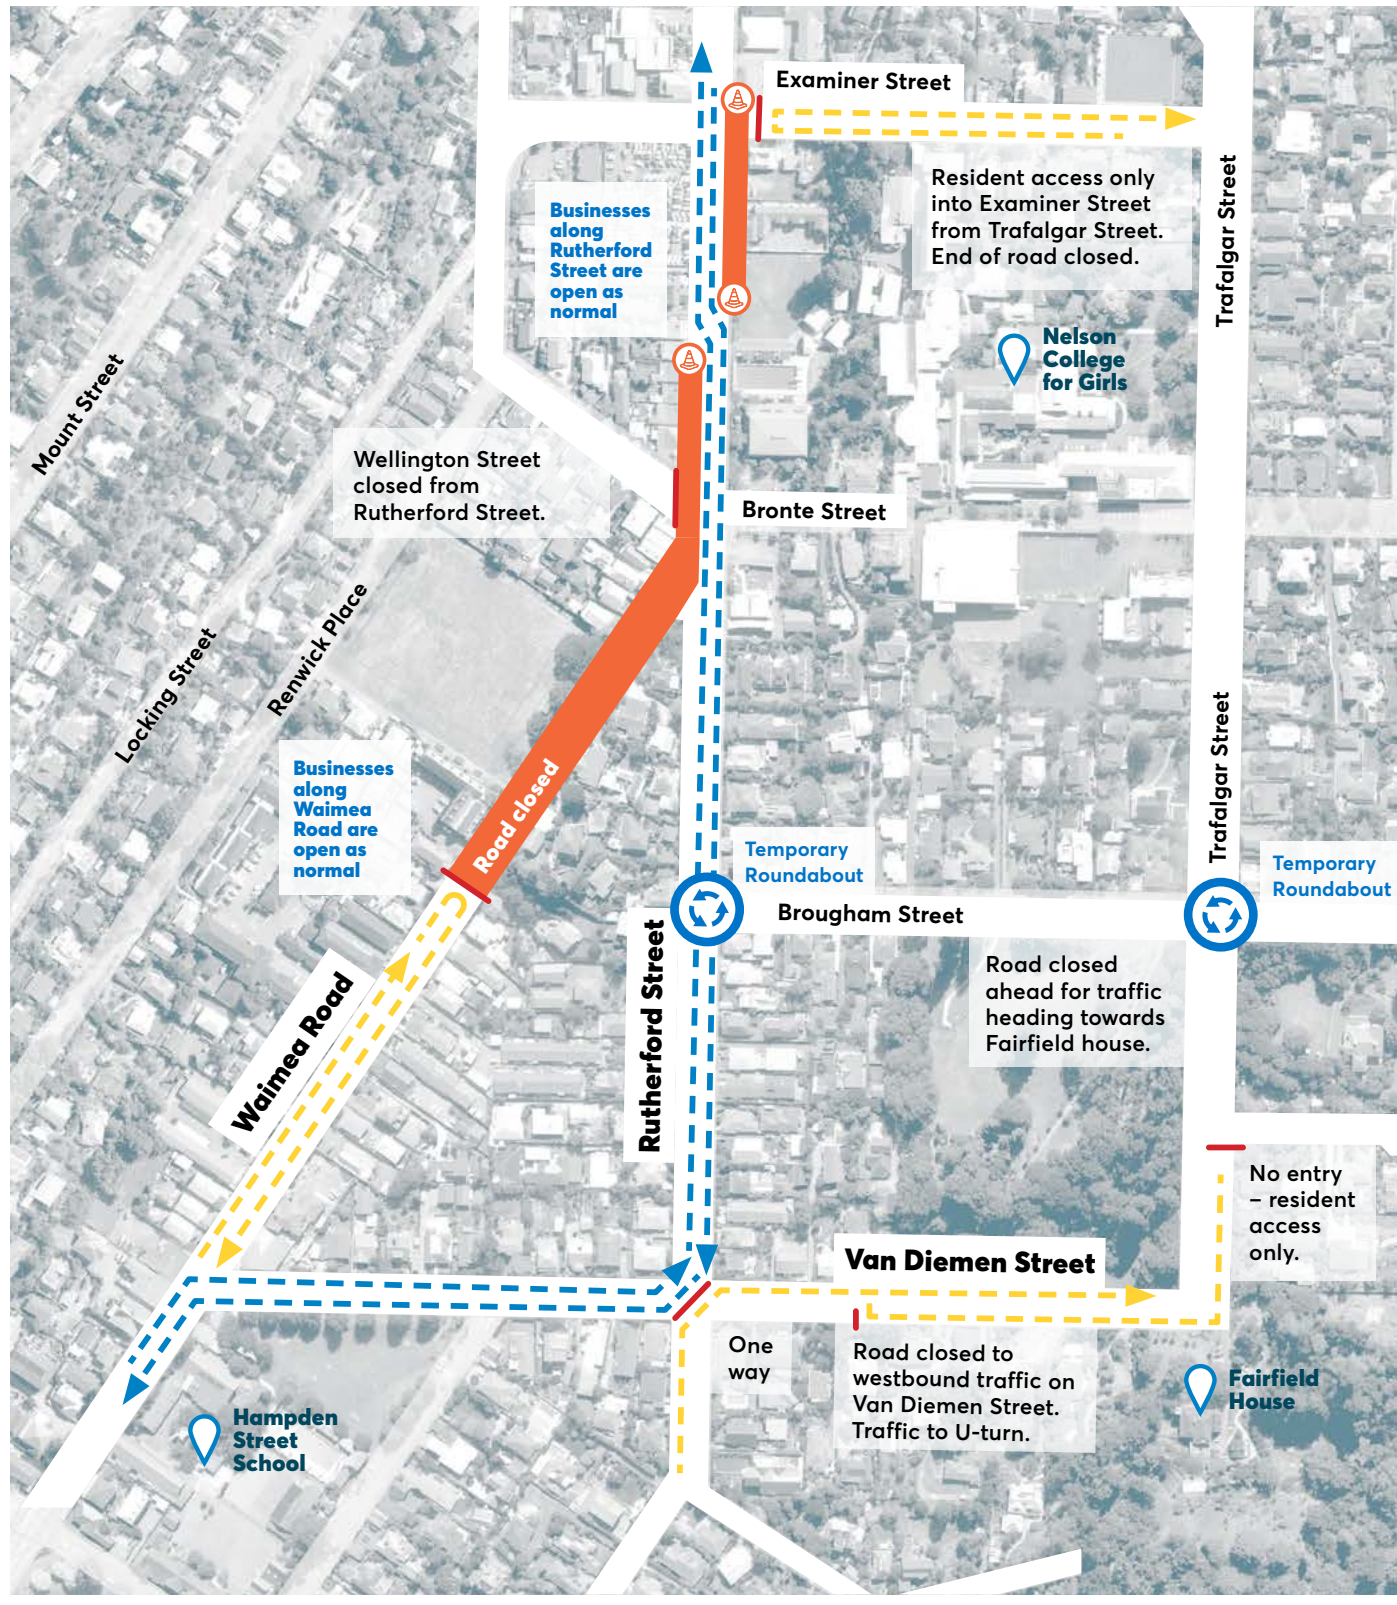 Examiner Street
Resident access only
into Examiner Street
from Trafalgar Street.
End of road closed.
Trafalgar Street
Businesses
along
Rutherford
Street are
open as
normal
Nelson
College
for Girls
Mount Street
Wellington Street
closed from
Rutherford Street.
Bronte Street
Renwick Place
Locking Street
Trafalgar Street
Businesses
along
Waimea
Road are
open as
normal
Road closed
Temporary
Roundabout
Temporary
Roundabout
Brougham Street
Rutherford Street
Road closed
ahead for traffic
heading towards
Fairfield house.
Waimea Road
No entry
– resident
access
only.
Van Diemen Street
One
way
Road closed to
westbound traffic on
Van Diemen Street.
Traffic to U-turn.
Fairfield
House
Hampden
Street
School